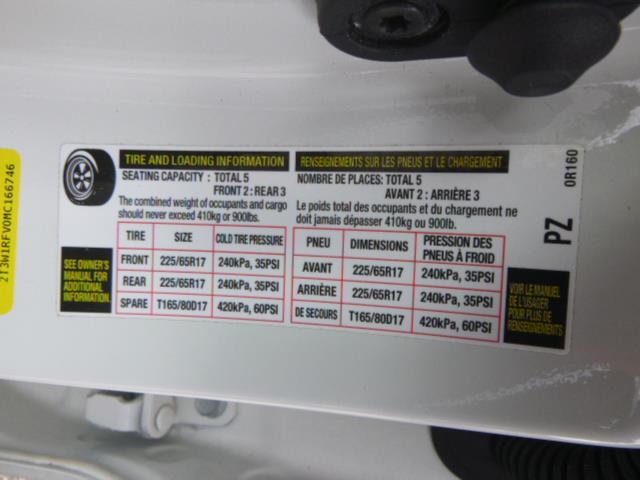 2T3W1RFV0MC166746
TIRE AND LOADING INFORMATION
SEATING CAPACITY : TOTAL 5
FRONT 2 : REAR 3
The combined weight of occupants and cargo
should never exceed 410kg or 900lbs.
TIRE SIZE COLD TIRE PRESSURE
FRONT 225/65R17 240kPa, 35PSI
REAR 225/65R17 240kPa, 35PSI
SPARE T165/80D17 420kPa, 60PSI
SEE OWNER'S
MANUAL FOR
ADDITIONAL
INFORMATION
RENSEIGNEMENTS SUR LES PNEUS ET LE CHARGEMENT
NOMBRE DE PLACES: TOTAL 5
AVANT 2 : ARRIÈRE 3
Le poids total des occupants et du chargement ne
doit jamais dépasser 410kg ou 900lb.
PNEU DIMENSIONS PRESSION DES
PNEUS À FROID
AVANT 225/65R17 240kPa, 35PSI
ARRIÈRE 225/65R17 240kPa, 35PSI
DE SECOURS T165/80D17 420kPa, 60PSI
VOIR LE MANUEL
DE L'USAGER
POUR PLUS DE
RENSEIGNEMENTS
PZ
0R160